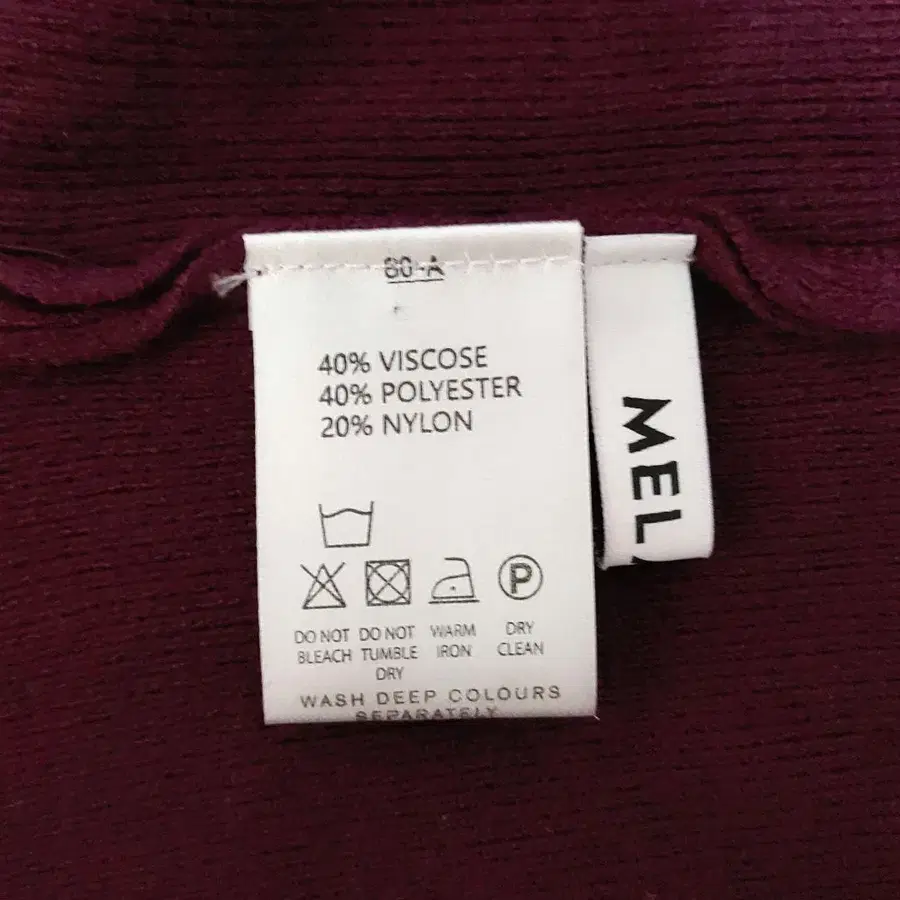 80-A
40% VISCOSE
40% POLYESTER
20% NYLON
P
DO NOT BLEACH
DO NOT TUMBLE DRY
WARM IRON
DRY CLEAN
WASH DEEP COLOURS
SEPARATELY
MEL